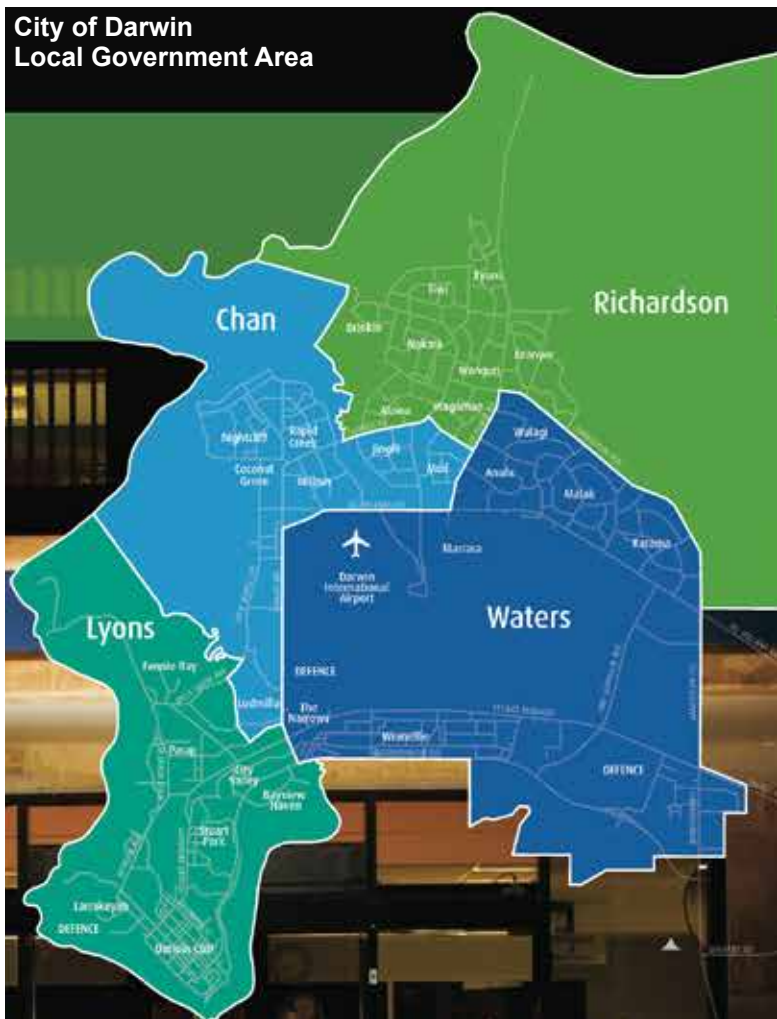 City of Darwin
Local Government Area
Chan
Richardson
Lyons
Waters
Tiwi
Lyons
Brinkin
Nakara
Wanguri
Leanyer
Alawa
Wagaman
Nightcliff
Rapid
Creek
Coconut
Grove
Millner
Jingili
Moil
Wulagi
Anula
Malak
Karama
Marrara
Darwin
International
Airport
DEFENCE
Fannie Bay
Ludmilla
The
Narrows
Winnellie
DEFENCE
Parap
City
Valley
Bayview
Haven
Stuart
Park
Larrakeyah
DEFENCE
Darwin City